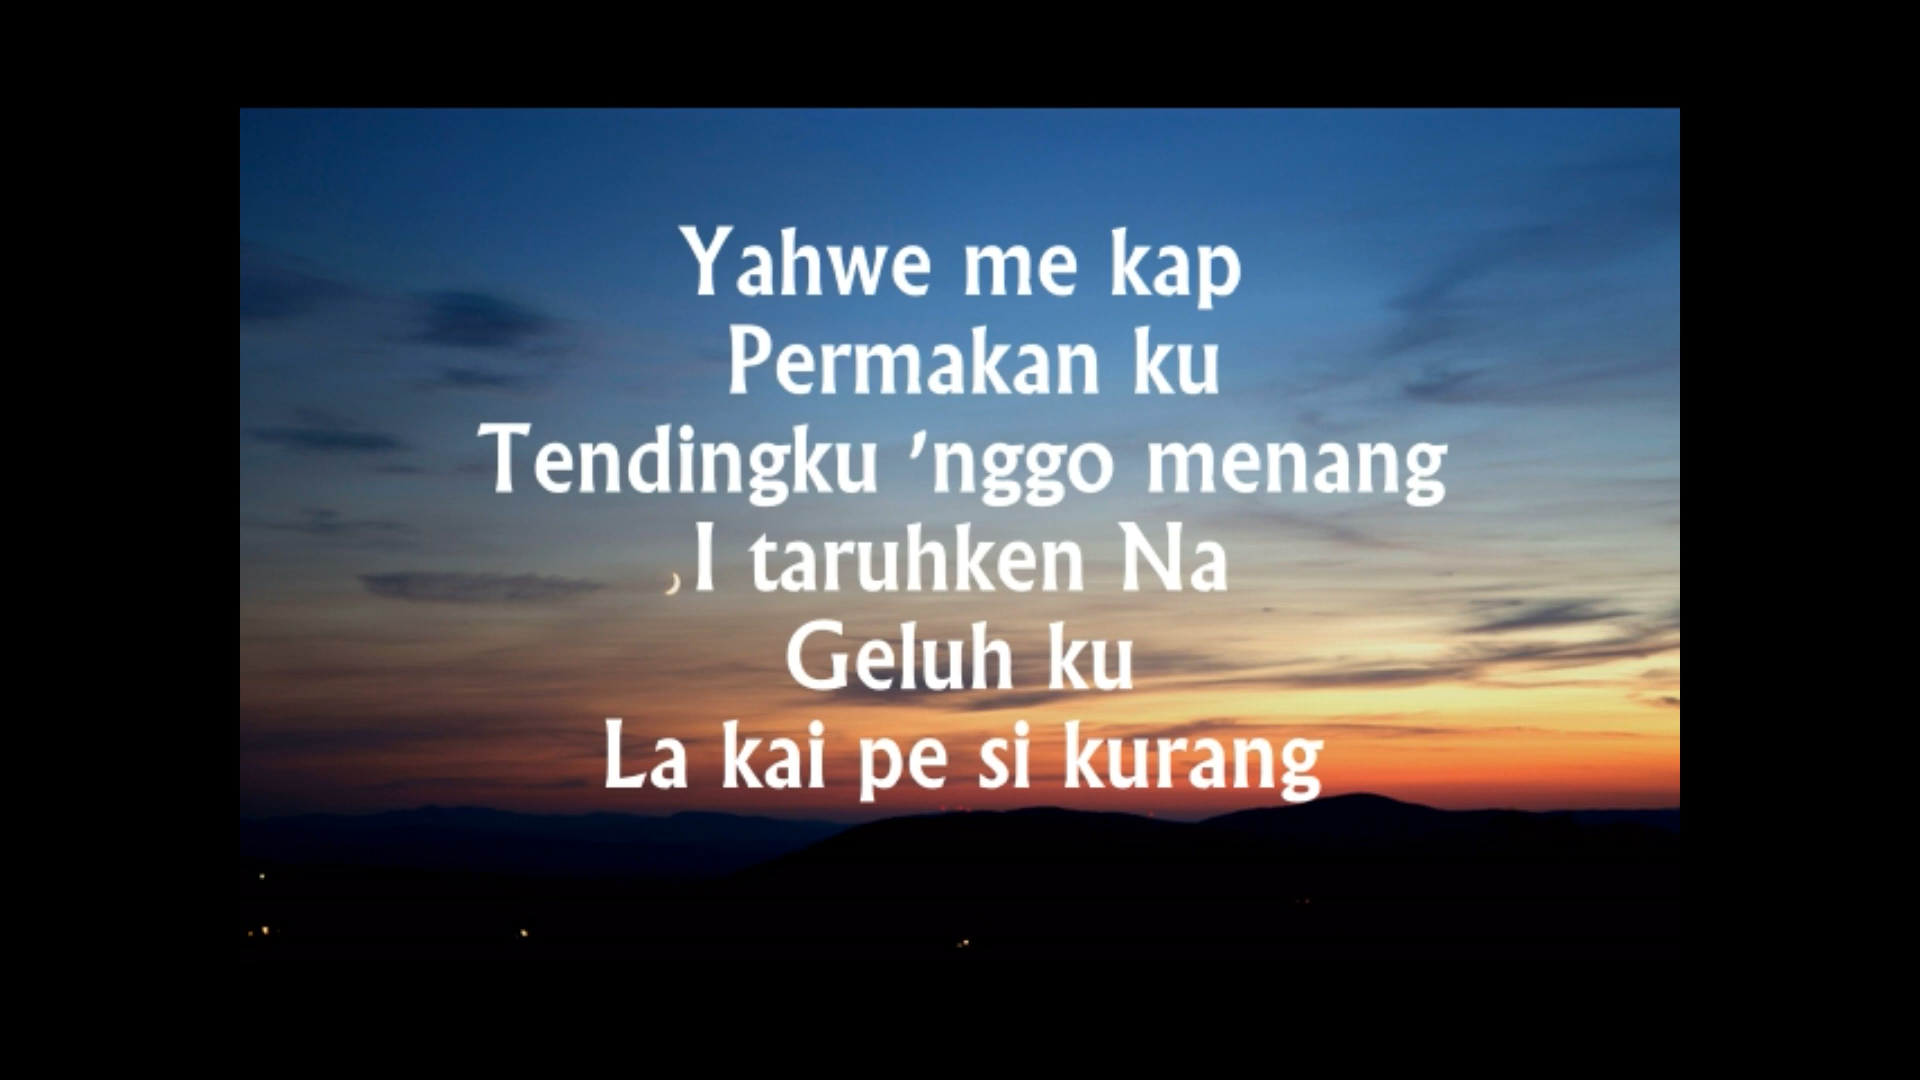 Yahwe me kap
Permakan ku
Tendingku ’nggo menang
I taruhken Na
Geluh ku
La kai pe si kurang